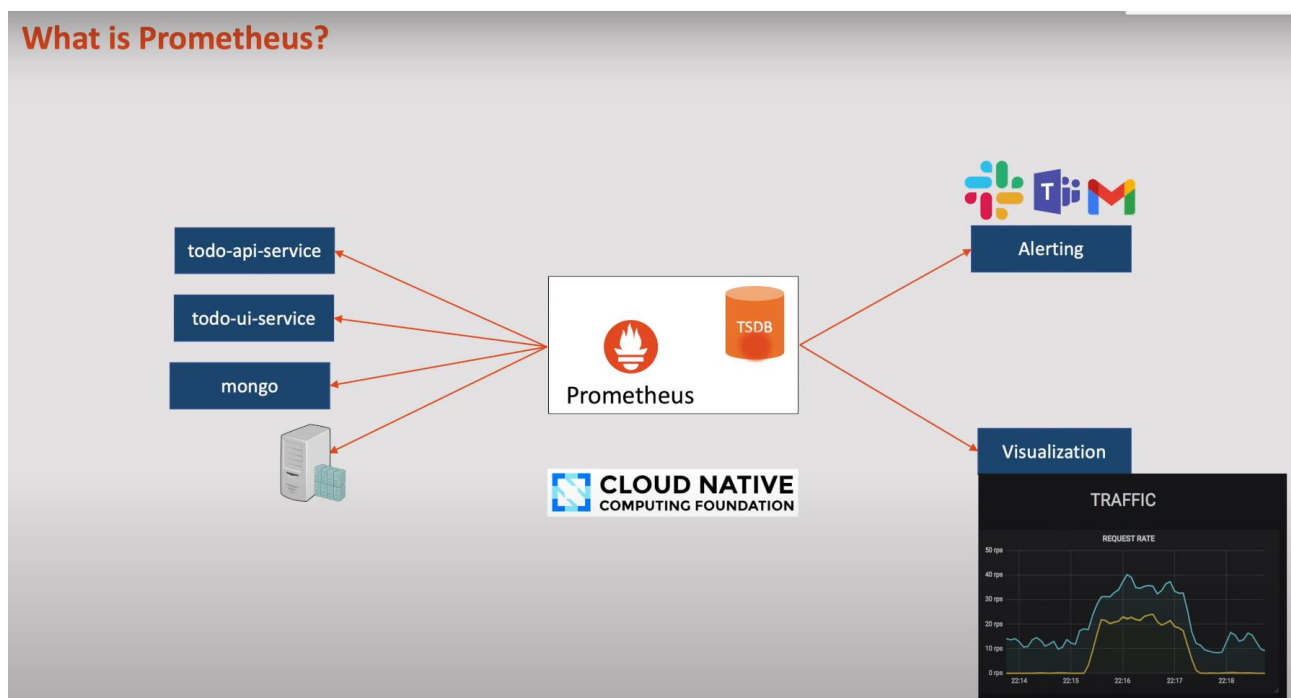 What is Prometheus?
todo-api-service
todo-ui-service
mongo
TSDB
Prometheus
CLOUD NATIVE
COMPUTING FOUNDATION
T
Alerting
Visualization
TRAFFIC
REQUEST RATE
50 rps
40 rps
30 rps
20 rps
10 rps
0 rps
22:14 22:15 22:16 22:17 22:18